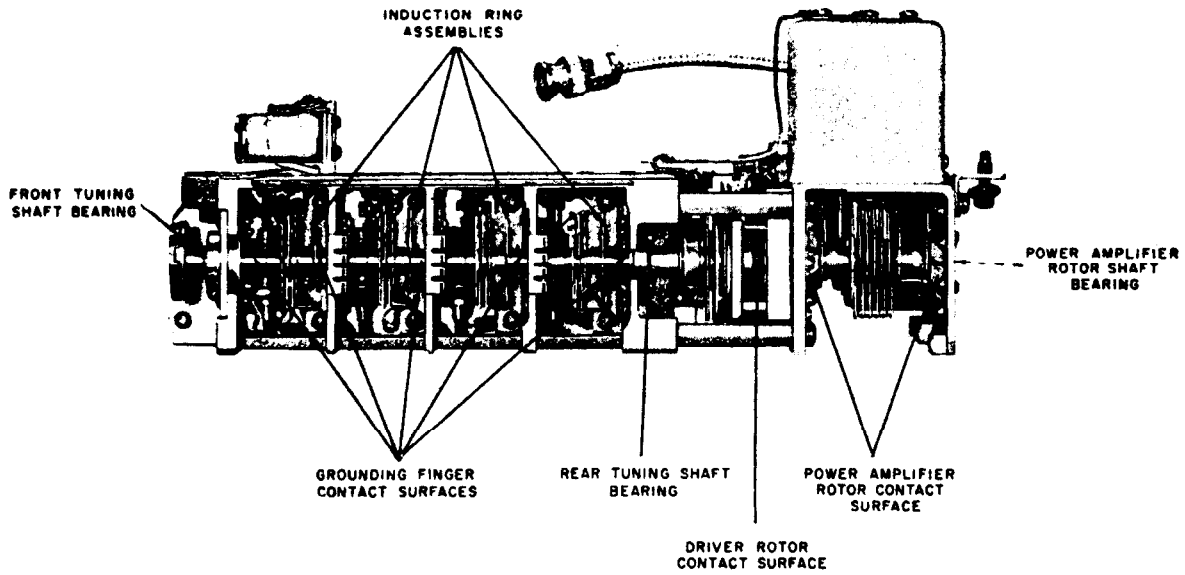 INDUCTION RING
ASSEMBLIES
FRONT TUNING
SHAFT BEARING
POWER AMPLIFIER
ROTOR SHAFT
BEARING
GROUNDING FINGER
CONTACT SURFACES
REAR TUNING SHAFT
BEARING
POWER AMPLIFIER
ROTOR CONTACT
SURFACE
DRIVER ROTOR
CONTACT SURFACE